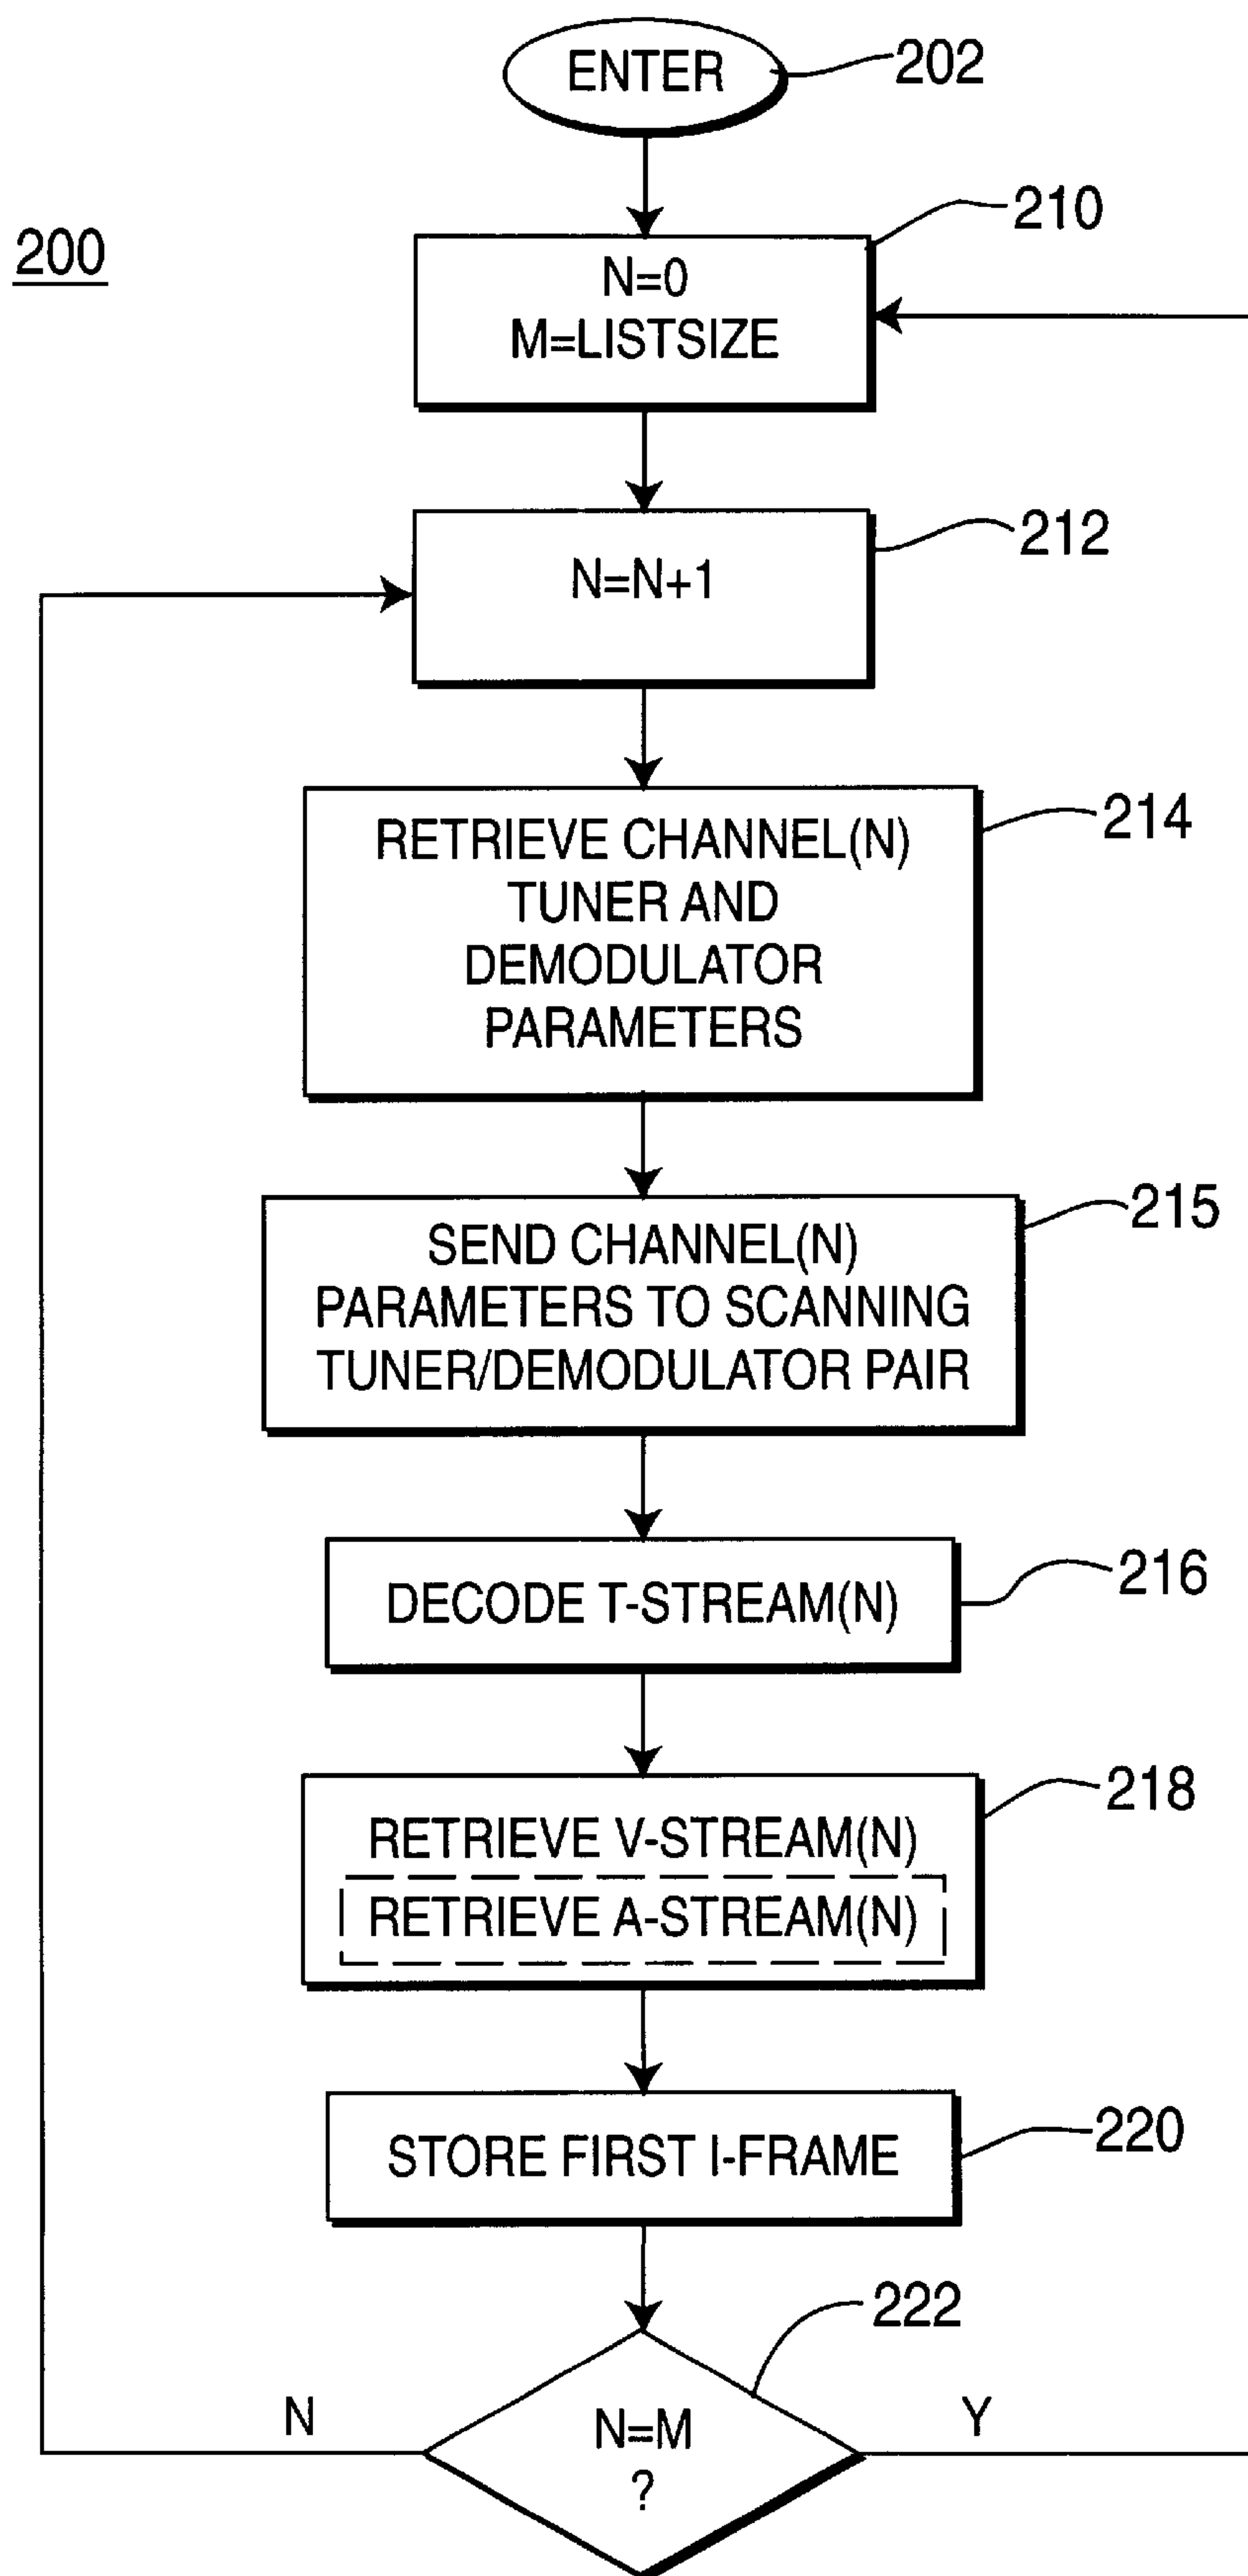 ENTER
202
200
210
N=0
M=LISTSIZE
212
N=N+1
214
RETRIEVE CHANNEL(N)
TUNER AND
DEMODULATOR
PARAMETERS
215
SEND CHANNEL(N)
PARAMETERS TO SCANNING
TUNER/DEMODULATOR PAIR
216
DECODE T-STREAM(N)
218
RETRIEVE V-STREAM(N)
RETRIEVE A-STREAM(N)
220
STORE FIRST I-FRAME
222
N
N=M
?
Y